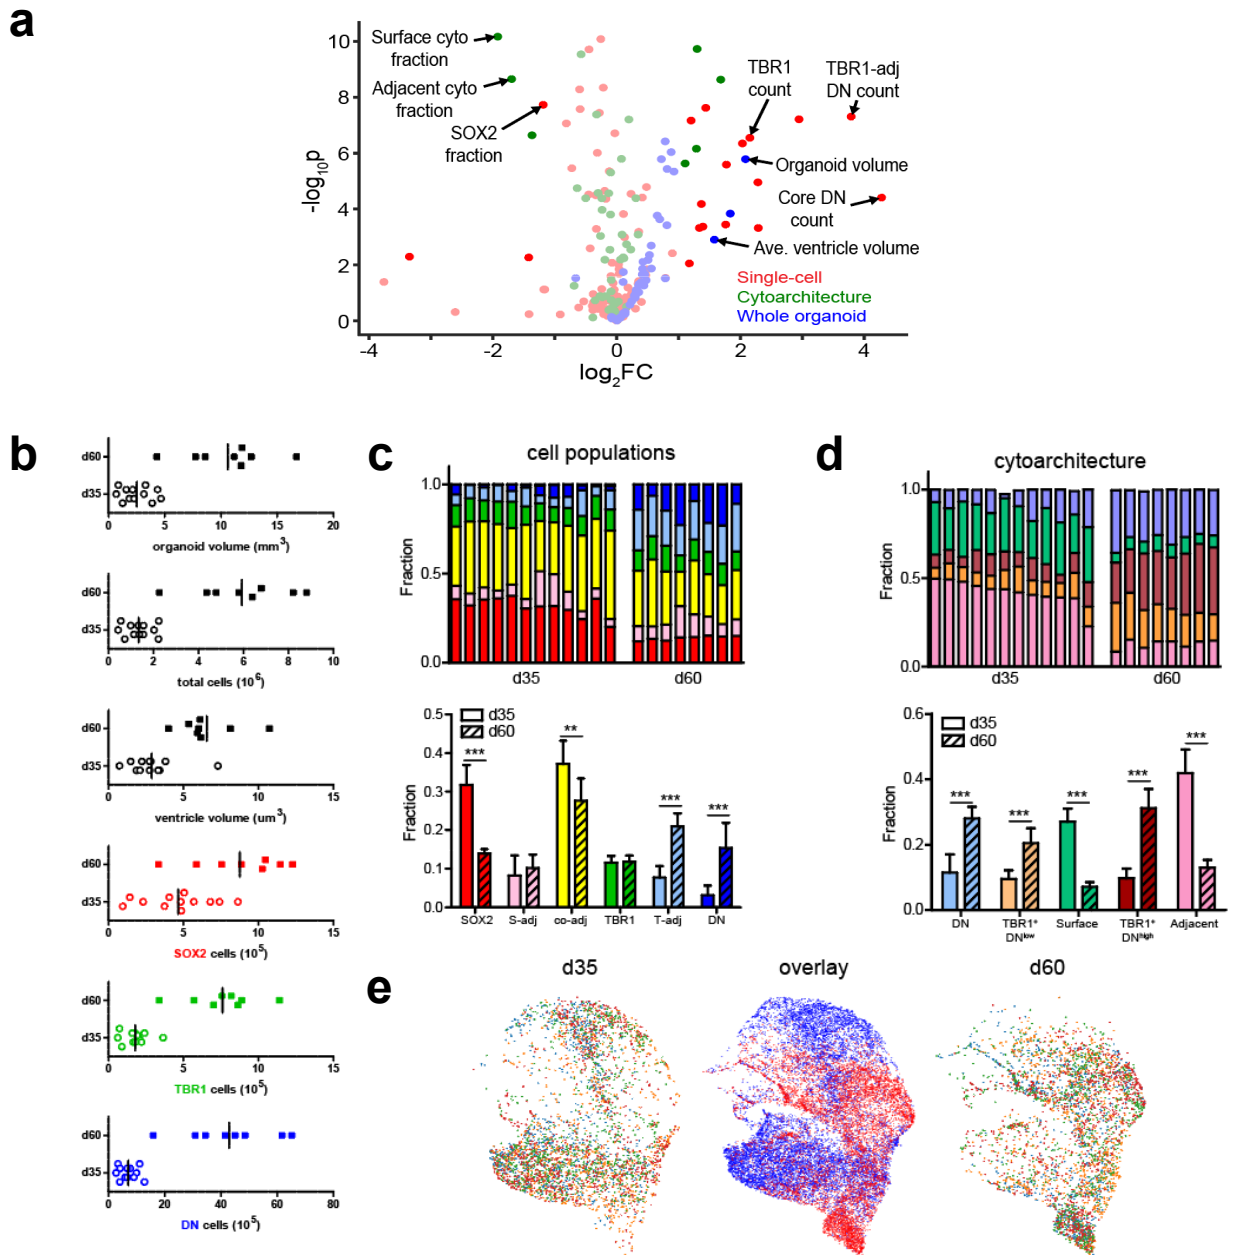 a
Surface cyto
fraction
Adjacent cyto
fraction
SOX2
fraction
TBR1
count
TBR1-adj
DN count
Organoid volume
Core DN
count
Ave. ventricle volume
Single-cell
Cytoarchitecture
Whole organoid
-log10p
10
8
6
4
2
0
-4
-2
0
2
4
log2FC
b
d60
d35
0
5
10
15
20
organoid volume (mm3)
d60
d35
0
2
4
6
8
10
total cells (10^6)
d60
d35
0
5
10
15
ventricle volume (um3)
d60
d35
0
5
10
15
SOX2 cells (10^5)
d60
d35
0
5
10
15
TBR1 cells (10^5)
d60
d35
0
20
40
60
80
DN cells (10^5)
c
cell populations
Fraction
1.0
0.5
0.0
d35
d60
Fraction
0.5
0.4
0.3
0.2
0.1
0.0
d35
d60
***
**
***
***
SOX2
S-adj
co-adj
TBR1
T-adj
DN
d
cytoarchitecture
Fraction
1.0
0.5
0.0
d35
d60
Fraction
0.6
0.4
0.2
0.0
d35
d60
***
***
***
***
***
DN
TBR1+
DNlow
Surface
TBR1+
DNhigh
Adjacent
e
d35
overlay
d60